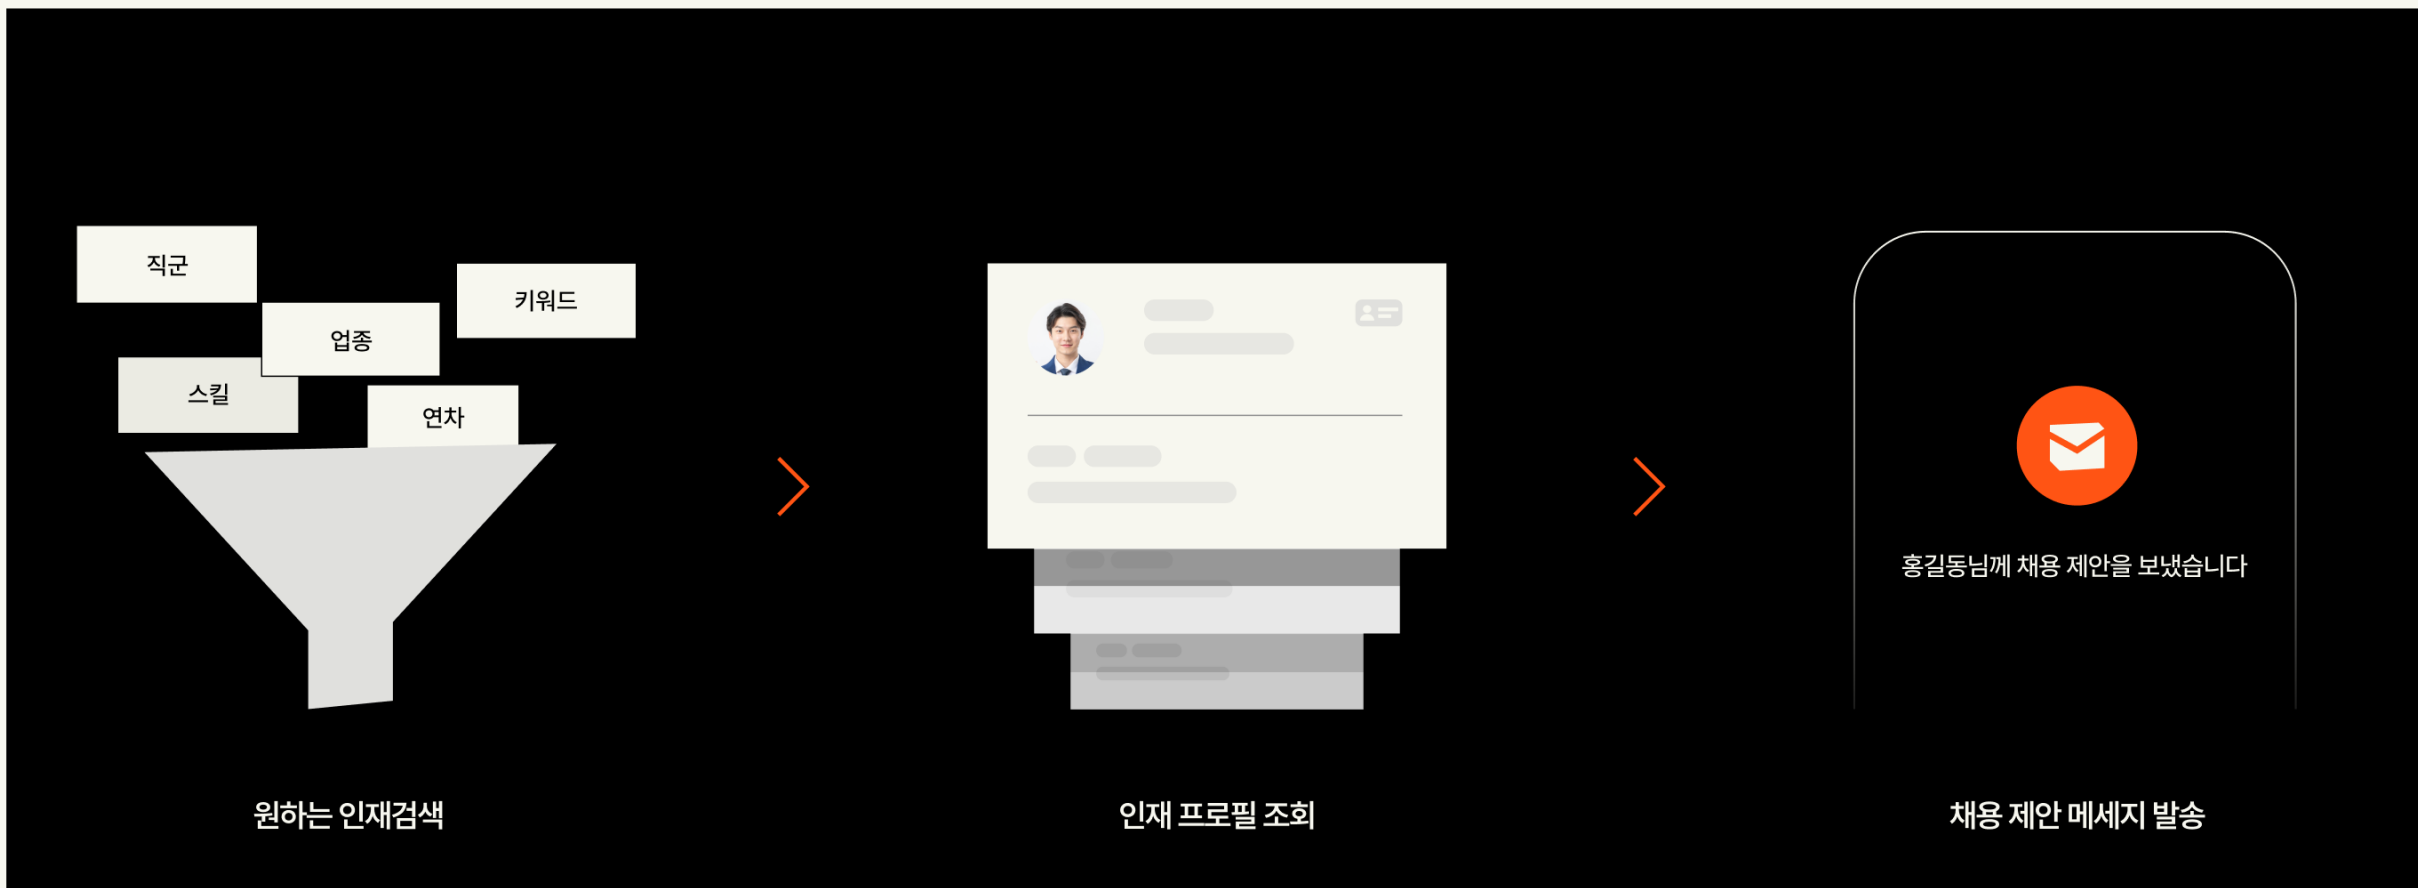 직군
키워드
업종
스킬
연차
홍길동님께 채용 제안을 보냈습니다
원하는 인재검색
인재 프로필 조회
채용 제안 메세지 발송